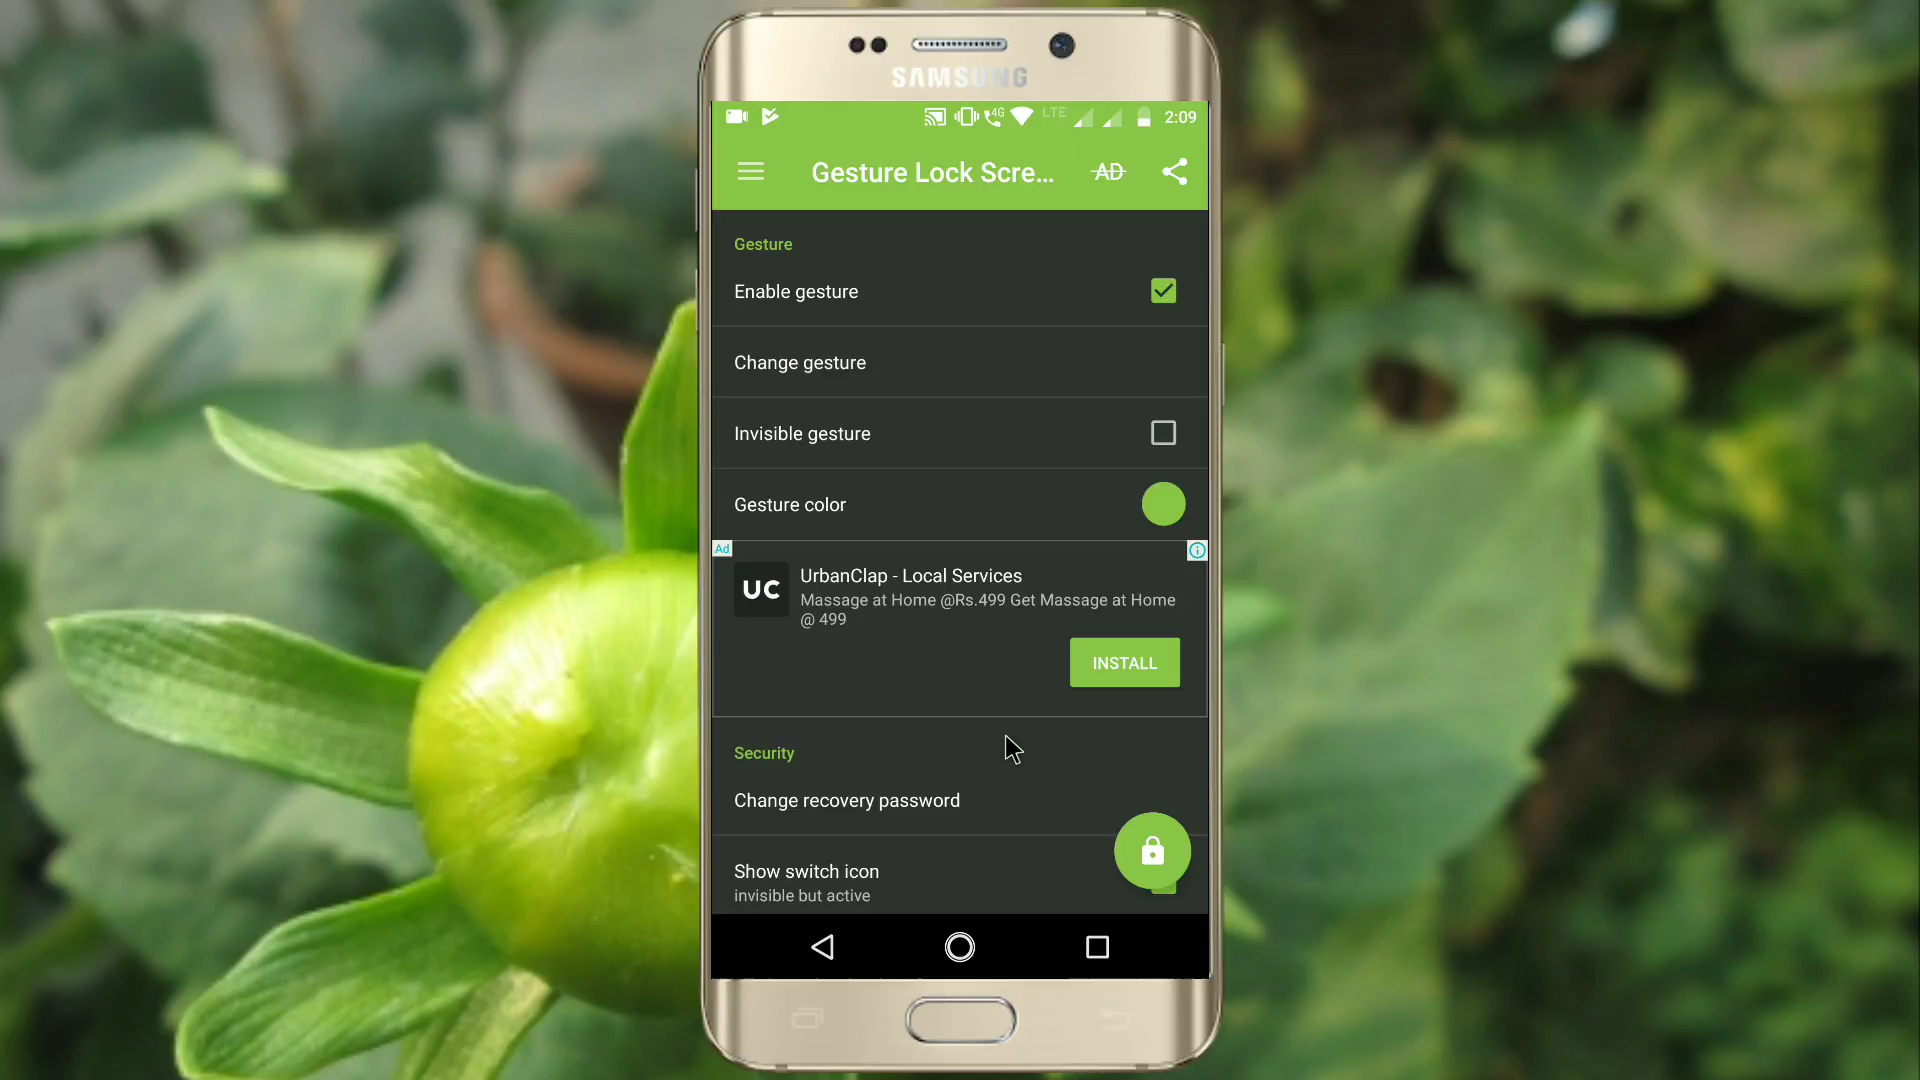 SAMSUNG
4G LTE 2:09
Gesture Lock Scre... AD
Gesture
Enable gesture
Change gesture
Invisible gesture
Gesture color
Ad
UC UrbanClap - Local Services
Massage at Home @Rs.499 Get Massage at Home
@ 499
INSTALL
Security
Change recovery password
Show switch icon
invisible but active